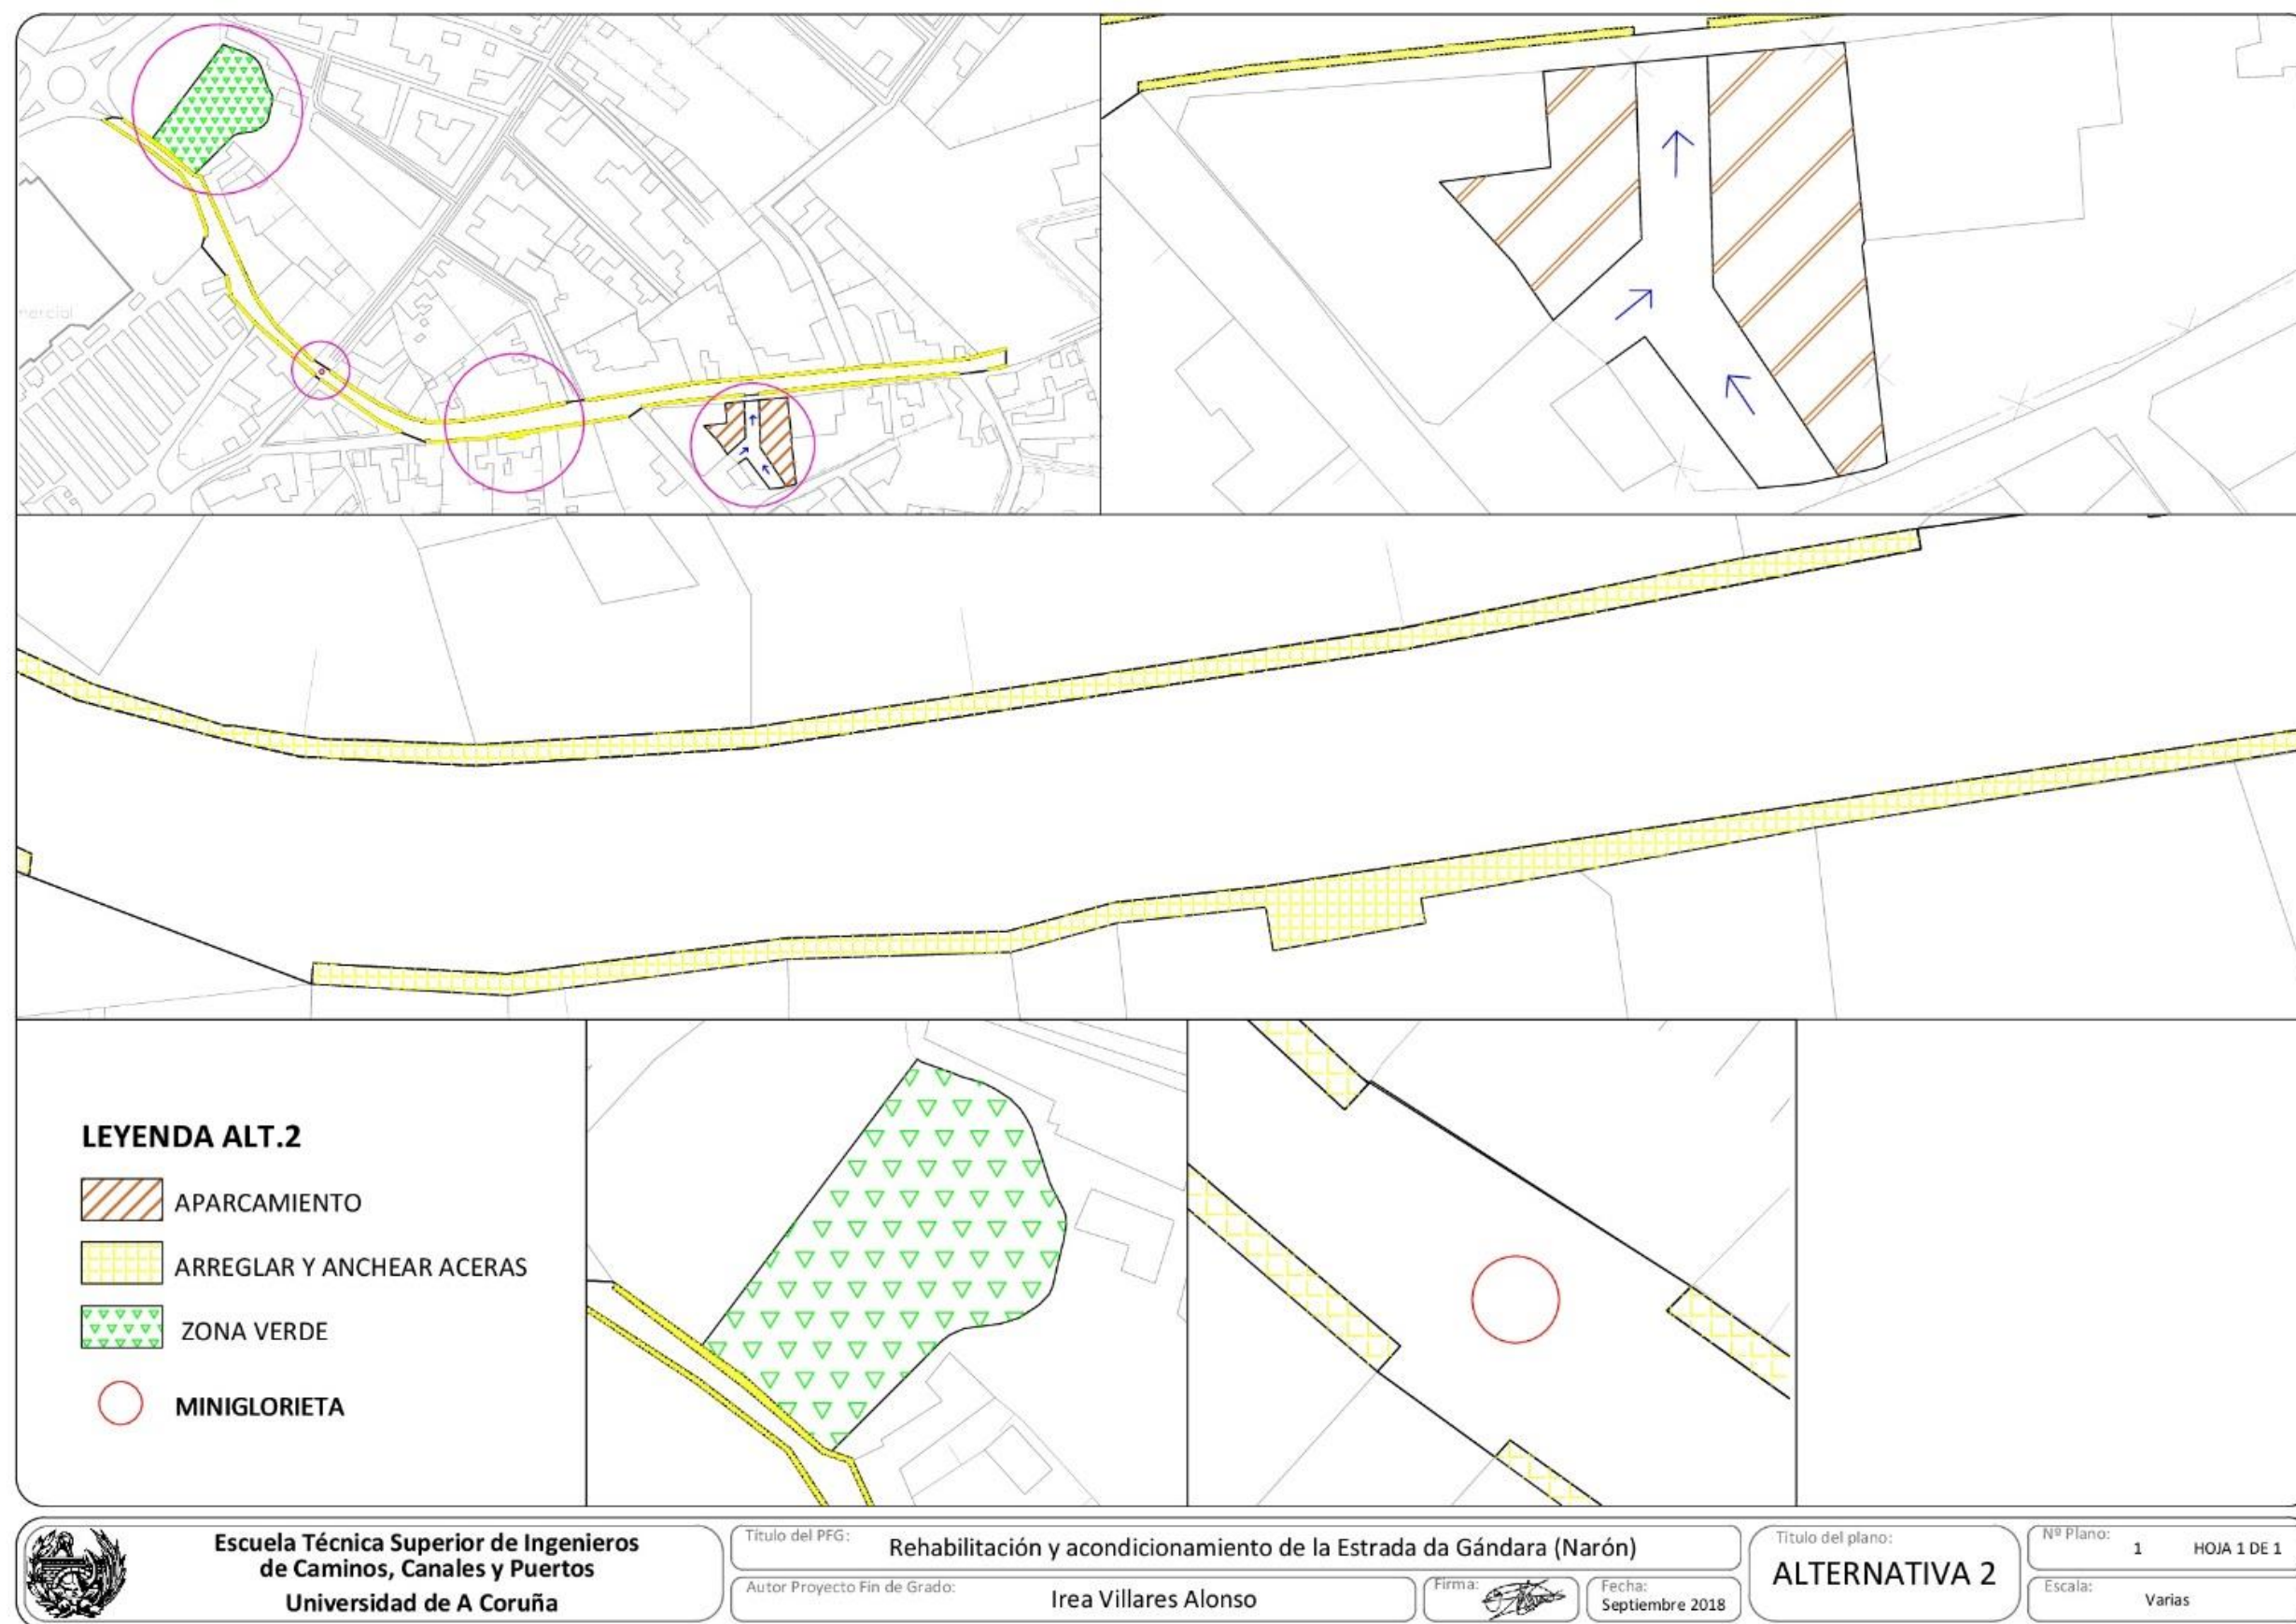 LEYENDA ALT.2
APARCAMIENTO
ARREGLAR Y ANCHEAR ACERAS
ZONA VERDE
MINIGLORIETA
Escuela Técnica Superior de Ingenieros
de Caminos, Canales y Puertos
Universidad de A Coruña
Título del PFG:
Rehabilitación y acondicionamiento de la Estrada da Gándara (Narón)
Autor Proyecto Fin de Grado:
Irea Villares Alonso
Firma:
Fecha:
Septiembre 2018
Título del plano:
ALTERNATIVA 2
Nº Plano:
1 HOJA 1 DE 1
Escala:
Varias